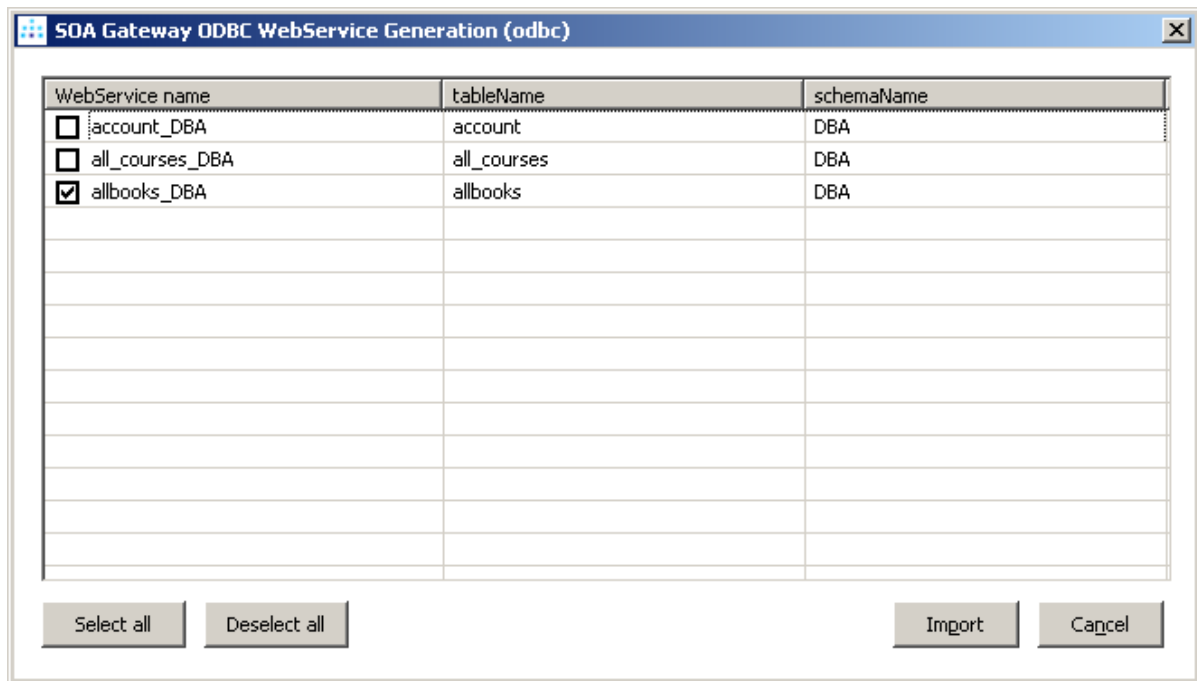 SOA Gateway ODBC WebService Generation (odbc)
WebService name tableName schemaName
account_DBA account DBA
all_courses_DBA all_courses DBA
allbooks_DBA allbooks DBA
Select all Deselect all Import Cancel